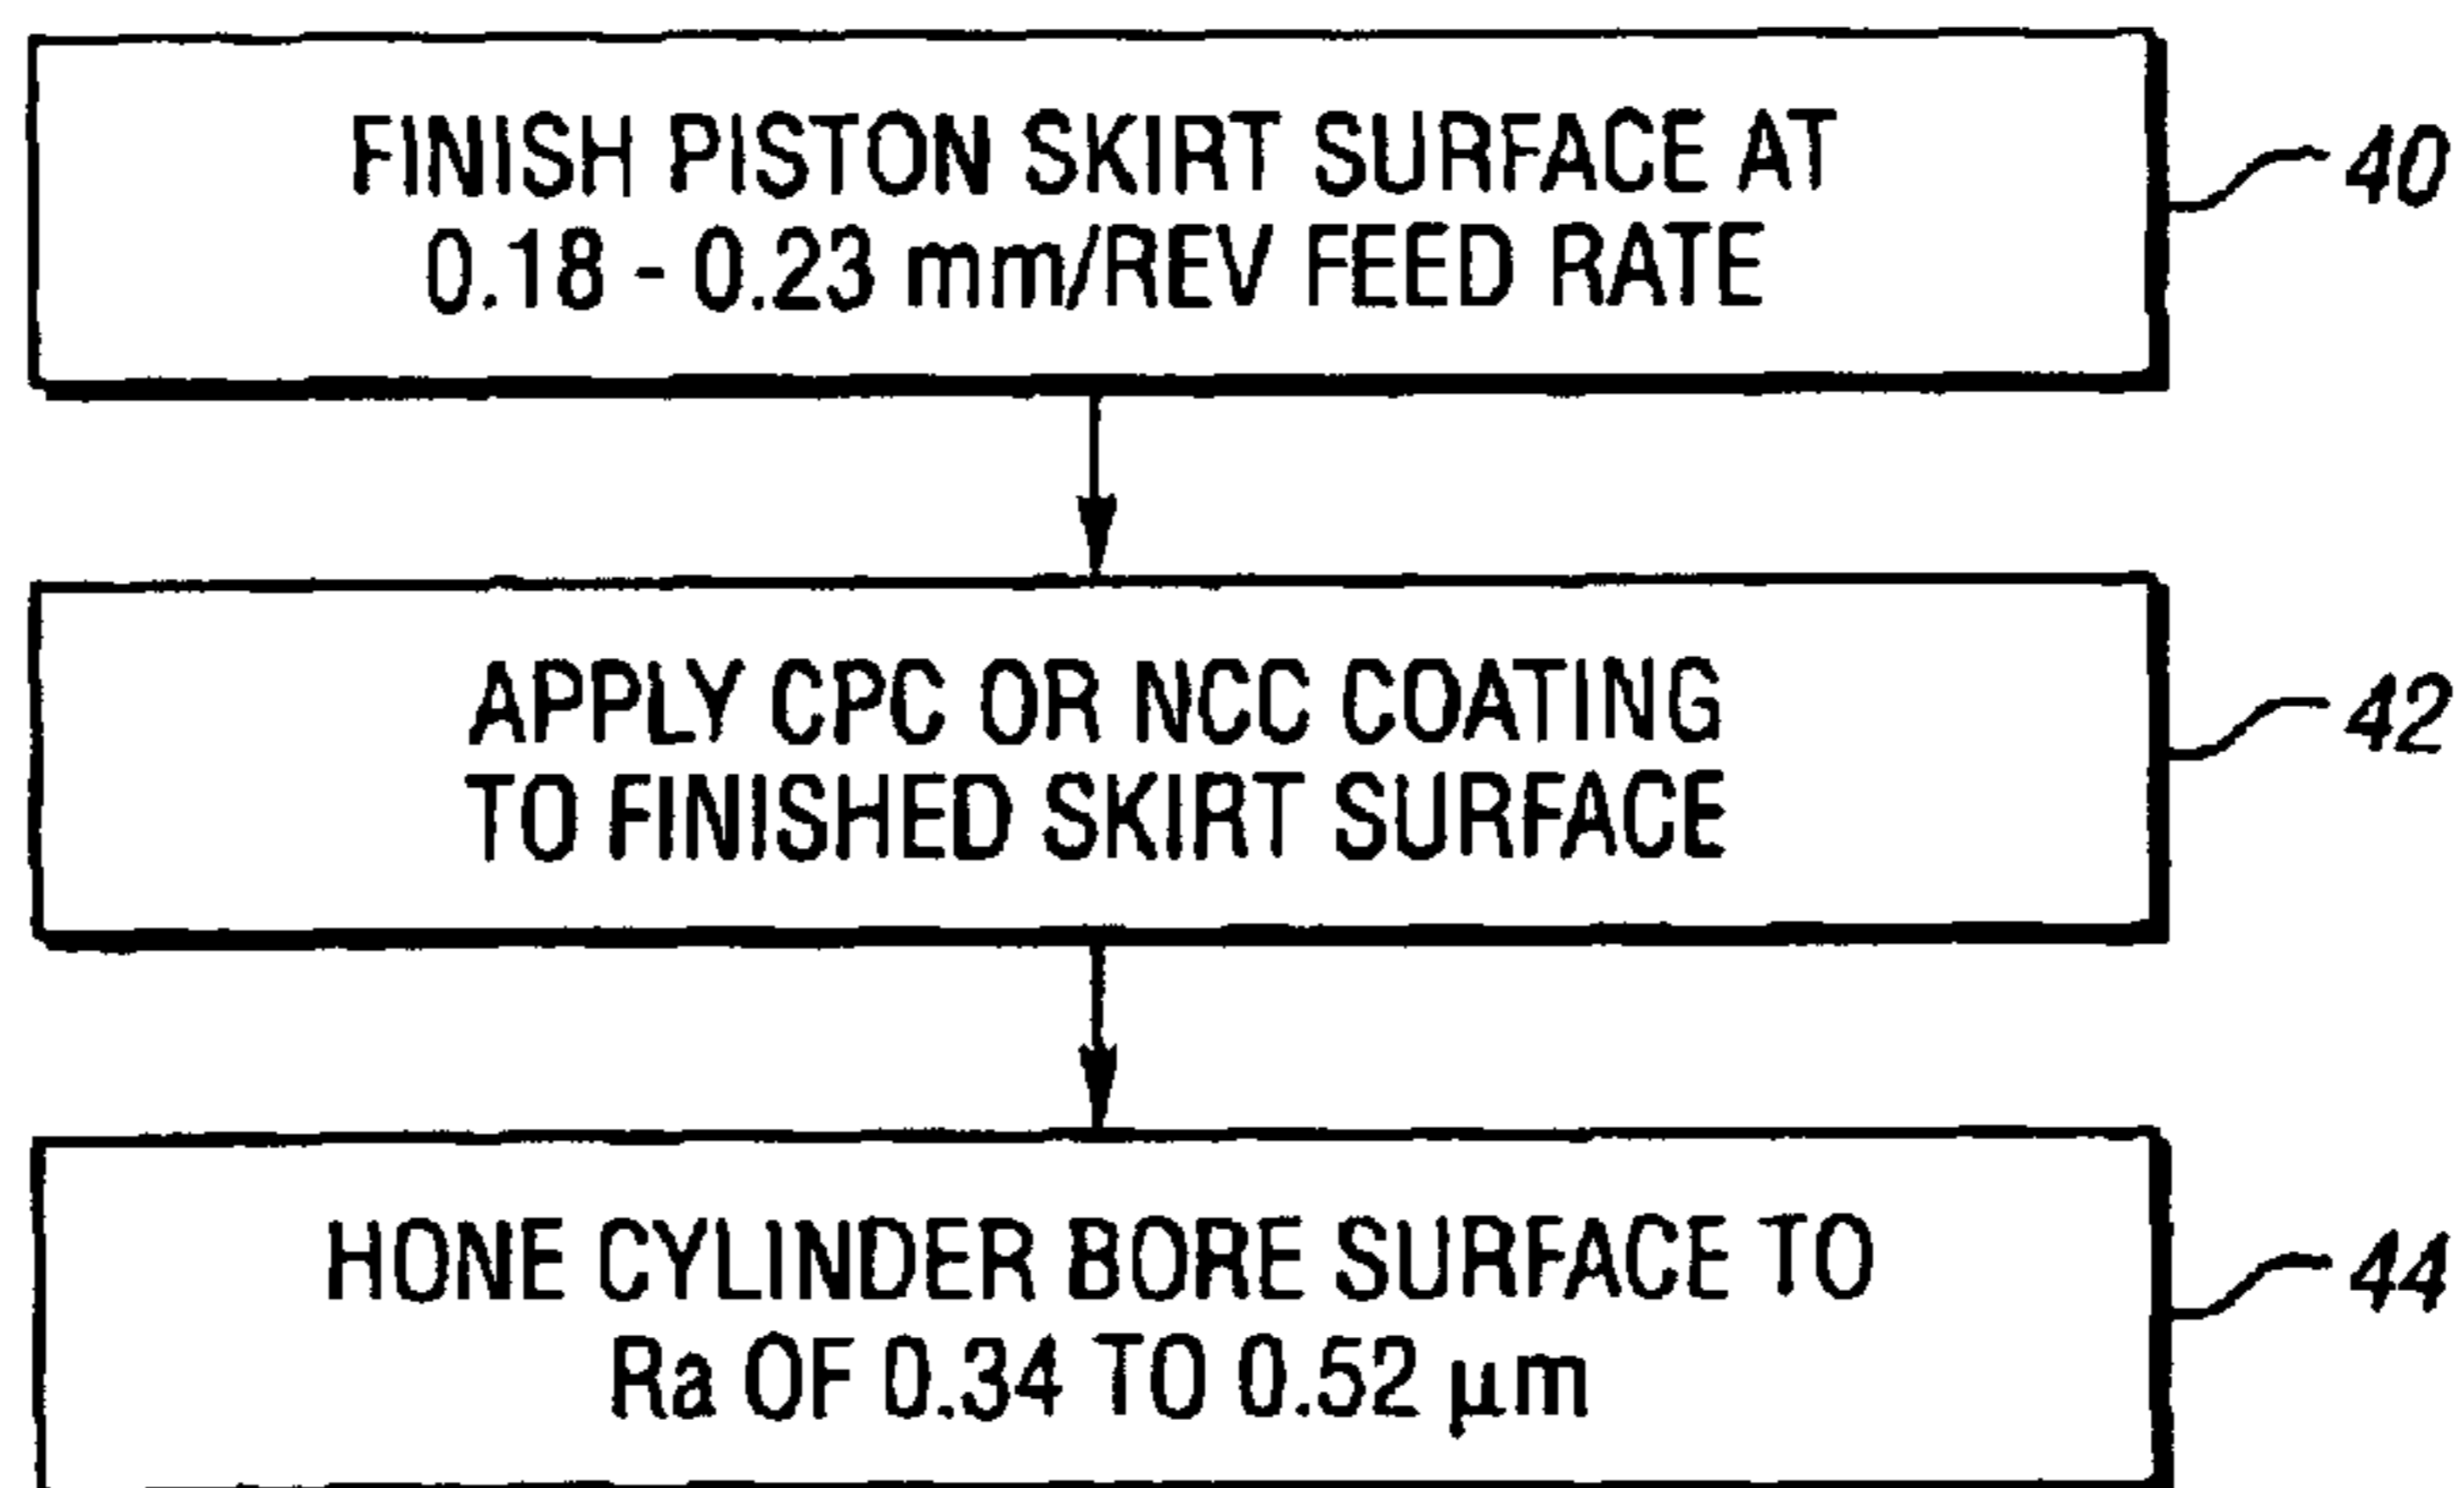 FINISH PISTON SKIRT SURFACE AT
0.18 - 0.23 mm/REV FEED RATE
40
APPLY CPC OR NCC COATING
TO FINISHED SKIRT SURFACE
42
HONE CYLINDER BORE SURFACE TO
Ra OF 0.34 TO 0.52 µm
44